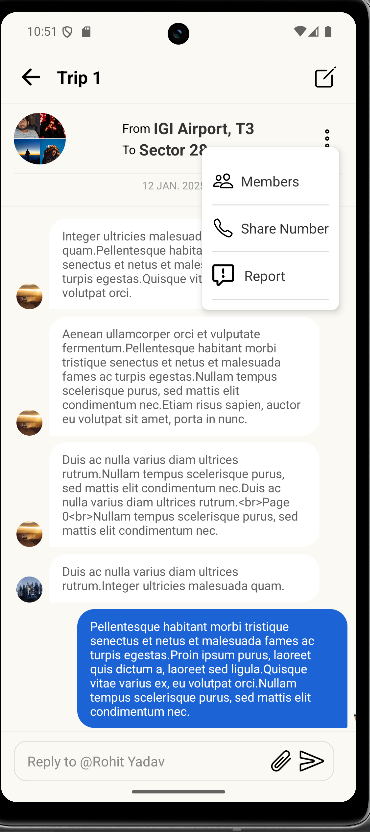 10:51
Trip 1
From IGI Airport, T3
To Sector 28
12 JAN. 2025
Members
Share Number
Report
Integer ultricies
quam.Pellentesque
senectus et netus et
turpis egestas.Quisque
volutpat orci.
Aenean ullamcorper orci et vulputate
fermentum.Pellentesque habitant morbi
tristique senectus et netus et malesuada
fames ac turpis egestas.Nullam tempus
scelerisque purus, sed mattis elit
condimentum nec.Etiam risus sapien, auctor
eu volutpat sit amet, porta in nunc.
Duis ac nulla varius diam ultrices
rutrum.Nullam tempus scelerisque purus,
sed mattis elit condimentum nec.Duis ac
nulla varius diam ultrices rutrum.<br>Page
0<br>Nullam tempus scelerisque purus, sed
mattis elit condimentum nec.
Duis ac nulla varius diam ultrices
rutrum.Integer ultricies malesuada quam.
Pellentesque habitant morbi tristique
senectus et netus et malesuada fames ac
turpis egestas.Proin ipsum purus, laoreet
quis dictum a, laoreet sed ligula.Quisque
vitae varius ex, eu volutpat orci.Nullam
tempus scelerisque purus, sed mattis elit
condimentum nec.
Reply to @Rohit Yadav